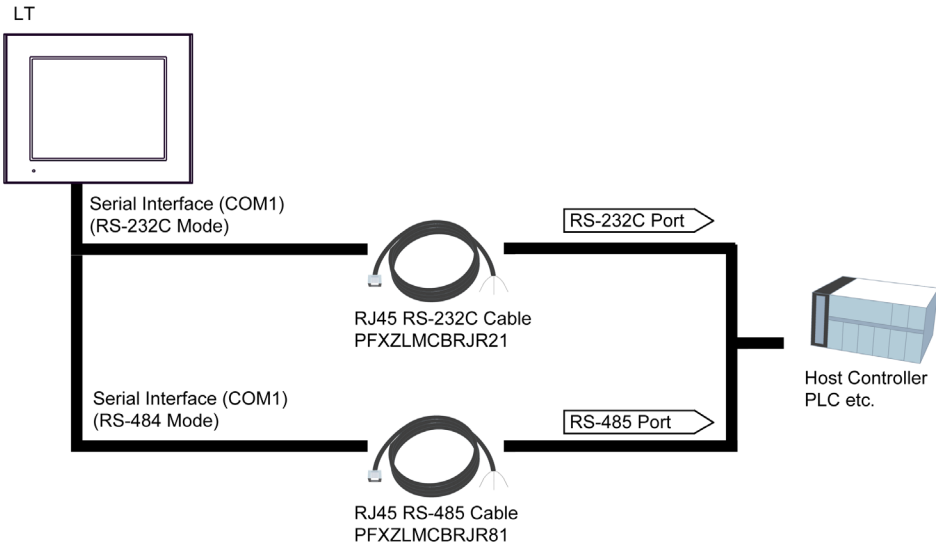 LT
Serial Interface (COM1)
(RS-232C Mode)
RS-232C Port
RJ45 RS-232C Cable
PFXZLMCBRJR21
Host Controller
PLC etc.
Serial Interface (COM1)
(RS-484 Mode)
RS-485 Port
RJ45 RS-485 Cable
PFXZLMCBRJR81